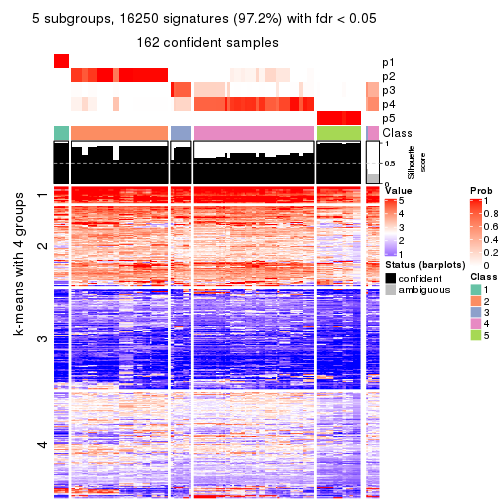 5 subgroups, 16250 signatures (97.2%) with fdr < 0.05
162 confident samples
p1
p2
p3
p4
p5
Class
1
0.5
0
Silhouette
score
k-means with 4 groups
1
2
3
4
Value
5
4
3
2
1
Status (barplots)
confident
ambiguous
Prob
1
0.8
0.6
0.4
0.2
0
Class
1
2
3
4
5